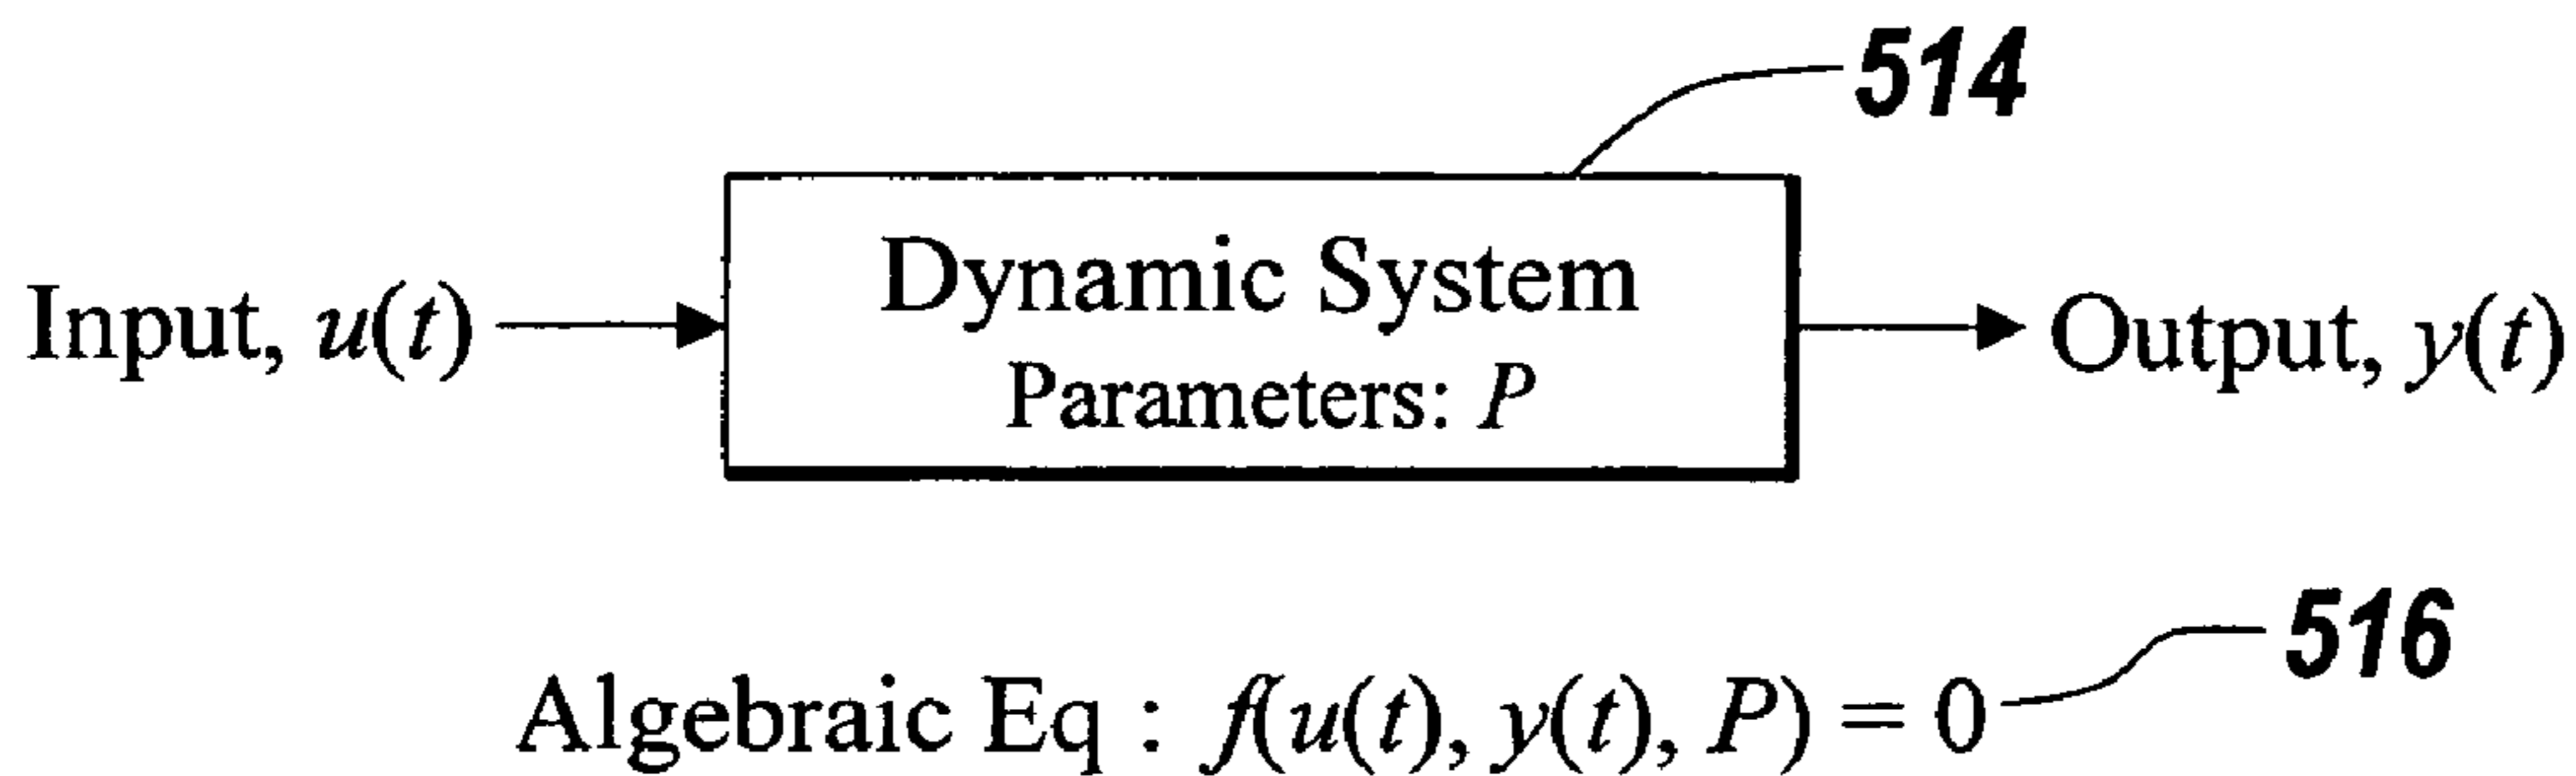 514
Dynamic System
Input, u(t)
Output, y(t)
Parameters: P
516
Algebraic Eq : f(u(t), y(t), P) = 0